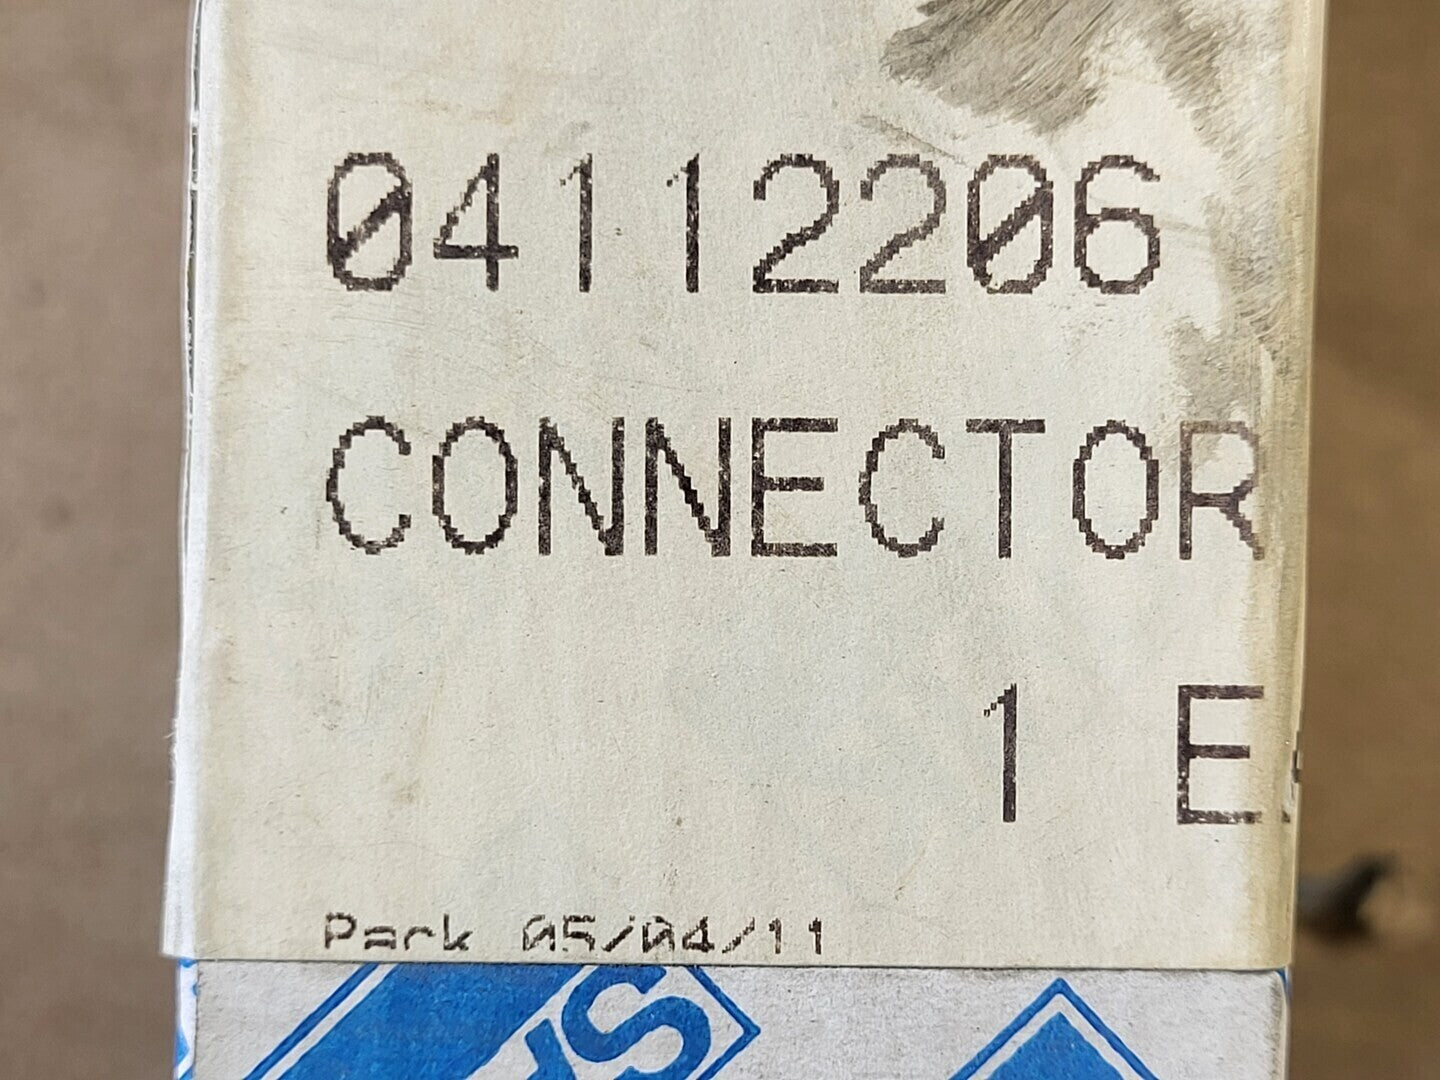 04112206
CONNECTOR
1 E
Pack 05/04/11